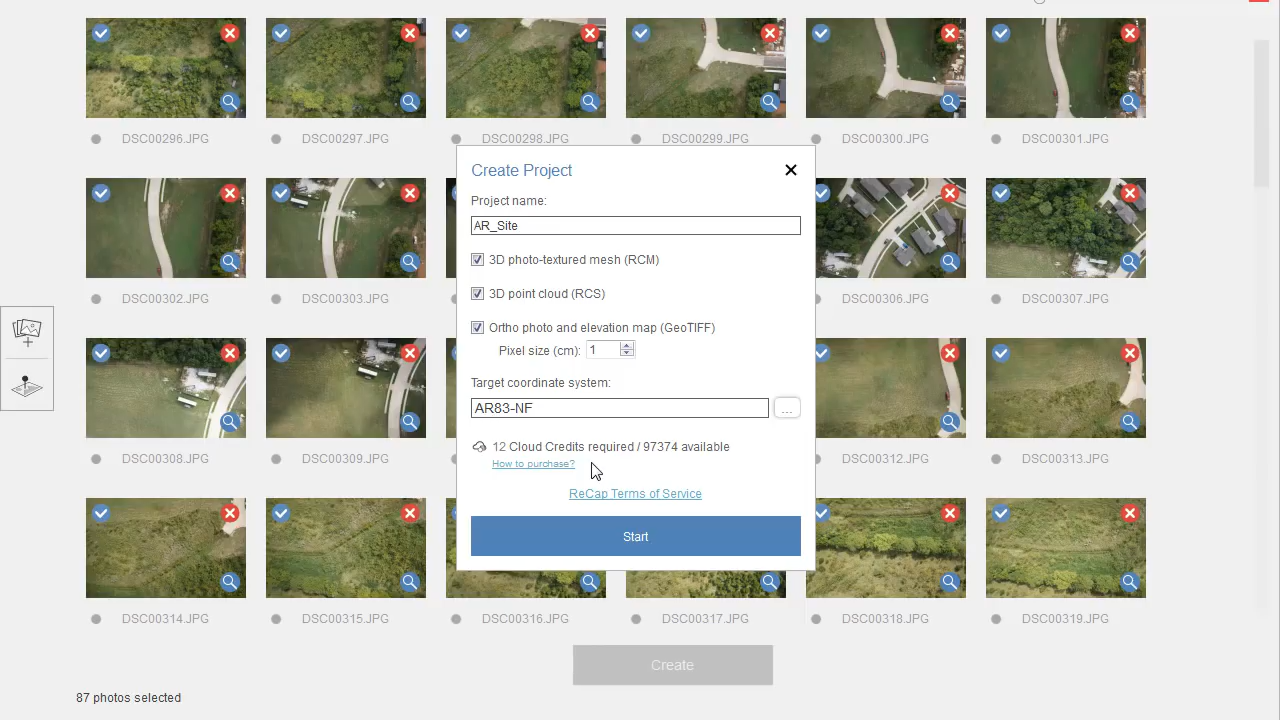 DSC00296.JPG
DSC00297.JPG
DSC00298.JPG
DSC00299.JPG
DSC00300.JPG
DSC00301.JPG
Create Project
Project name:
AR_Site
3D photo-textured mesh (RCM)
3D point cloud (RCS)
Ortho photo and elevation map (GeoTIFF)
Pixel size (cm): 1
Target coordinate system:
AR83-NF
...
12 Cloud Credits required / 97374 available
How to purchase?
ReCap Terms of Service
Start
DSC00302.JPG
DSC00303.JPG
DSC00306.JPG
DSC00307.JPG
DSC00308.JPG
DSC00309.JPG
DSC00312.JPG
DSC00313.JPG
DSC00314.JPG
DSC00315.JPG
DSC00316.JPG
DSC00317.JPG
DSC00318.JPG
DSC00319.JPG
Create
87 photos selected